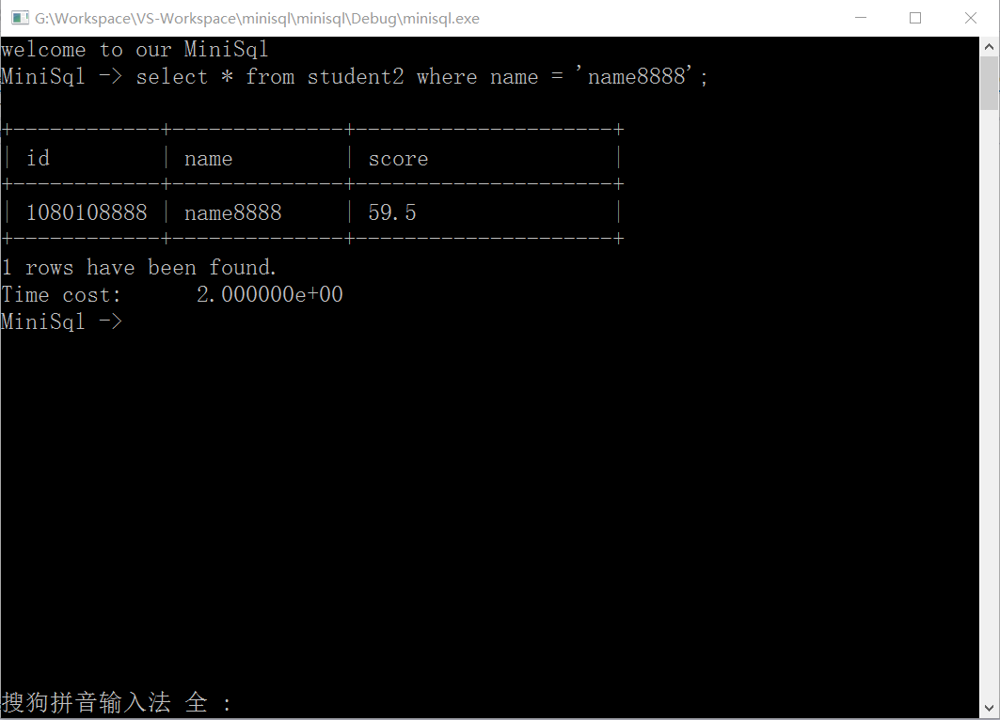 G:\Workspace\VS-Workspace\minisql\minisql\Debug\minisql.exe
welcome to our MiniSql
MiniSql -> select * from student2 where name = 'name8888';
+------------+--------------+---------------------+
| id | name | score |
+------------+--------------+---------------------+
| 1080108888 | name8888 | 59.5 |
+------------+--------------+---------------------+
1 rows have been found.
Time cost: 2.000000e+00
MiniSql ->
搜狗拼音输入法 全 :